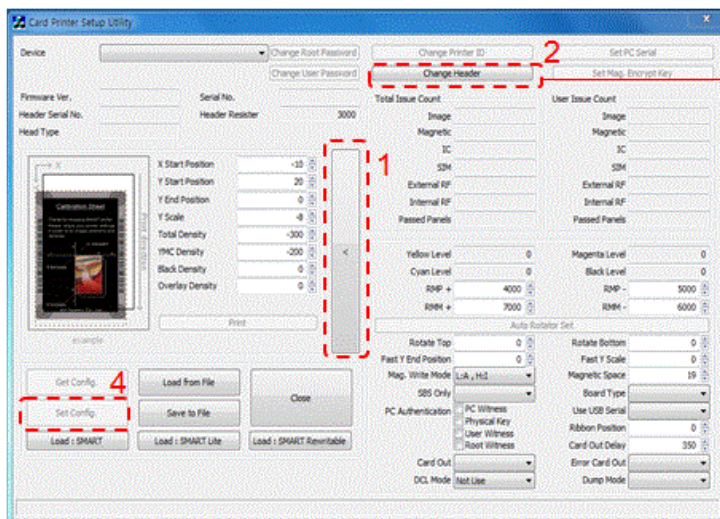 Card Printer Setup Utility
Device
Change Root Password
Change User Password
Firmware Ver.
Serial No.
Header Serial No.
Header Resister 3000
Head Type
X Start Position -10
Y Start Position 20
Y End Position 0
Y Scale -8
Total Density -300
YMC Density -200
Black Density 0
Overlay Density 0
Print
Calibration Sheet
example
1
<
Get Config.
Load from File
Close
4
Set Config.
Save to File
Load : SMART
Load : SMART Lite
Load : SMART Rewritable
Change Printer ID
Set PC Serial
2
Change Header
Set Mag. Encrypt Key
Total Issue Count
User Issue Count
Image
Image
Magnetic
Magnetic
IC
IC
SIM
SIM
External RF
External RF
Internal RF
Internal RF
Passed Panels
Passed Panels
Yellow Level 0
Magenta Level 0
Cyan Level 0
Black Level 0
RMP + 4000
RMP - 5000
RMM + 7000
RMM - 6000
Auto Rotator Set
Rotate Top 0
Rotate Bottom 0
Fast Y End Position 0
Fast Y Scale 0
Mag. Write Mode L:A , H:I
Magnetic Space 19
SBS Only
Board Type
PC Authentication
PC Witness
Physical Key
User Witness
Root Witness
Use USB Serial
Ribbon Position 0
Card Out Delay 350
Card Out
Error Card Out
DCL Mode Not Use
Dump Mode